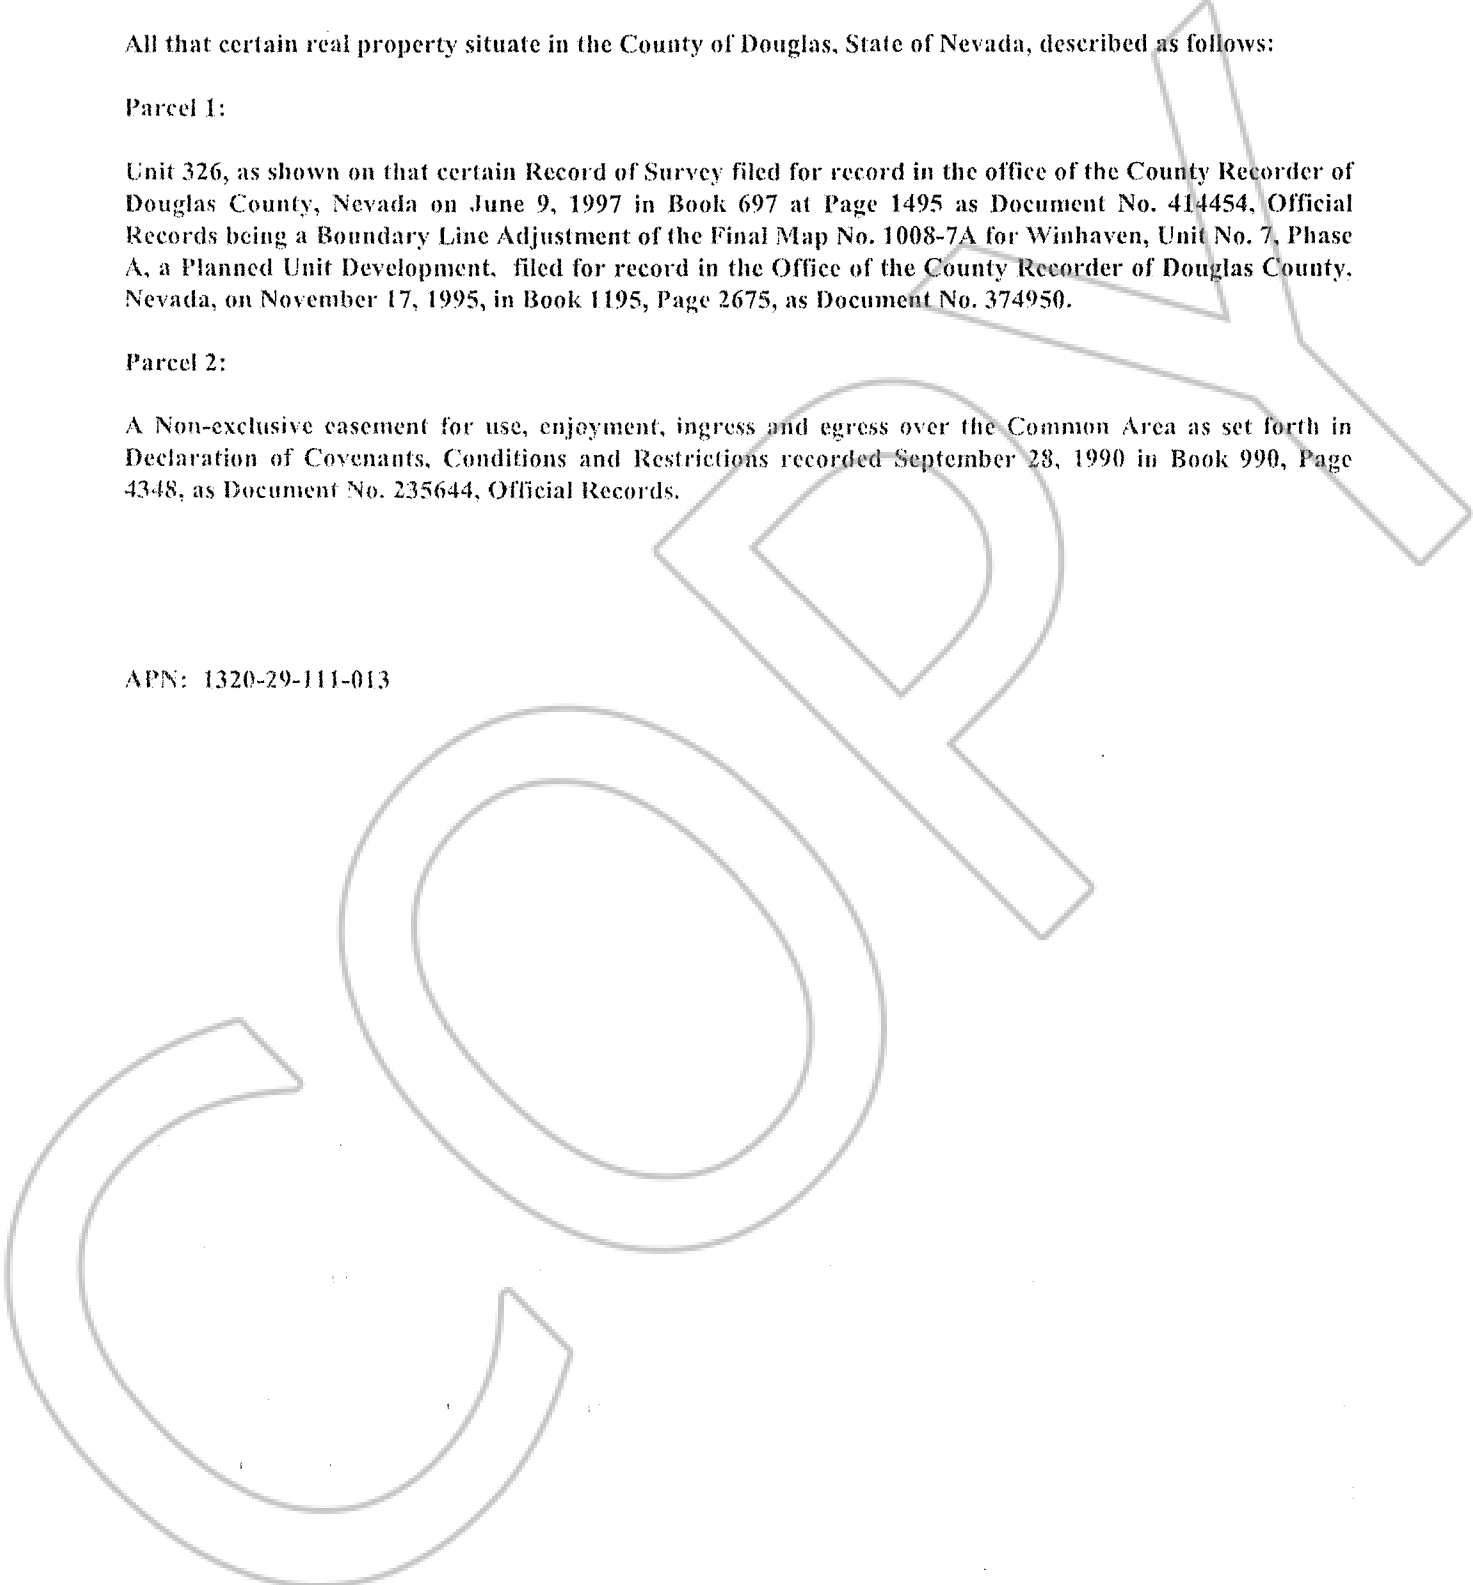 All that certain real property situate in the County of Douglas, State of Nevada, described as follows:
Parcel 1:
Unit 326, as shown on that certain Record of Survey filed for record in the office of the County Recorder of
Douglas County, Nevada on June 9, 1997 in Book 697 at Page 1495 as Document No. 414454, Official
Records being a Boundary Line Adjustment of the Final Map No. 1008-7A for Winhaven, Unit No. 7, Phase
A, a Planned Unit Development, filed for record in the Office of the County Recorder of Douglas County,
Nevada, on November 17, 1995, in Book 1195, Page 2675, as Document No. 374950.
Parcel 2:
A Non-exclusive easement for use, enjoyment, ingress and egress over the Common Area as set forth in
Declaration of Covenants, Conditions and Restrictions recorded September 28, 1990 in Book 990, Page
4348, as Document No. 235644, Official Records.
APN: 1320-29-111-013
COPY